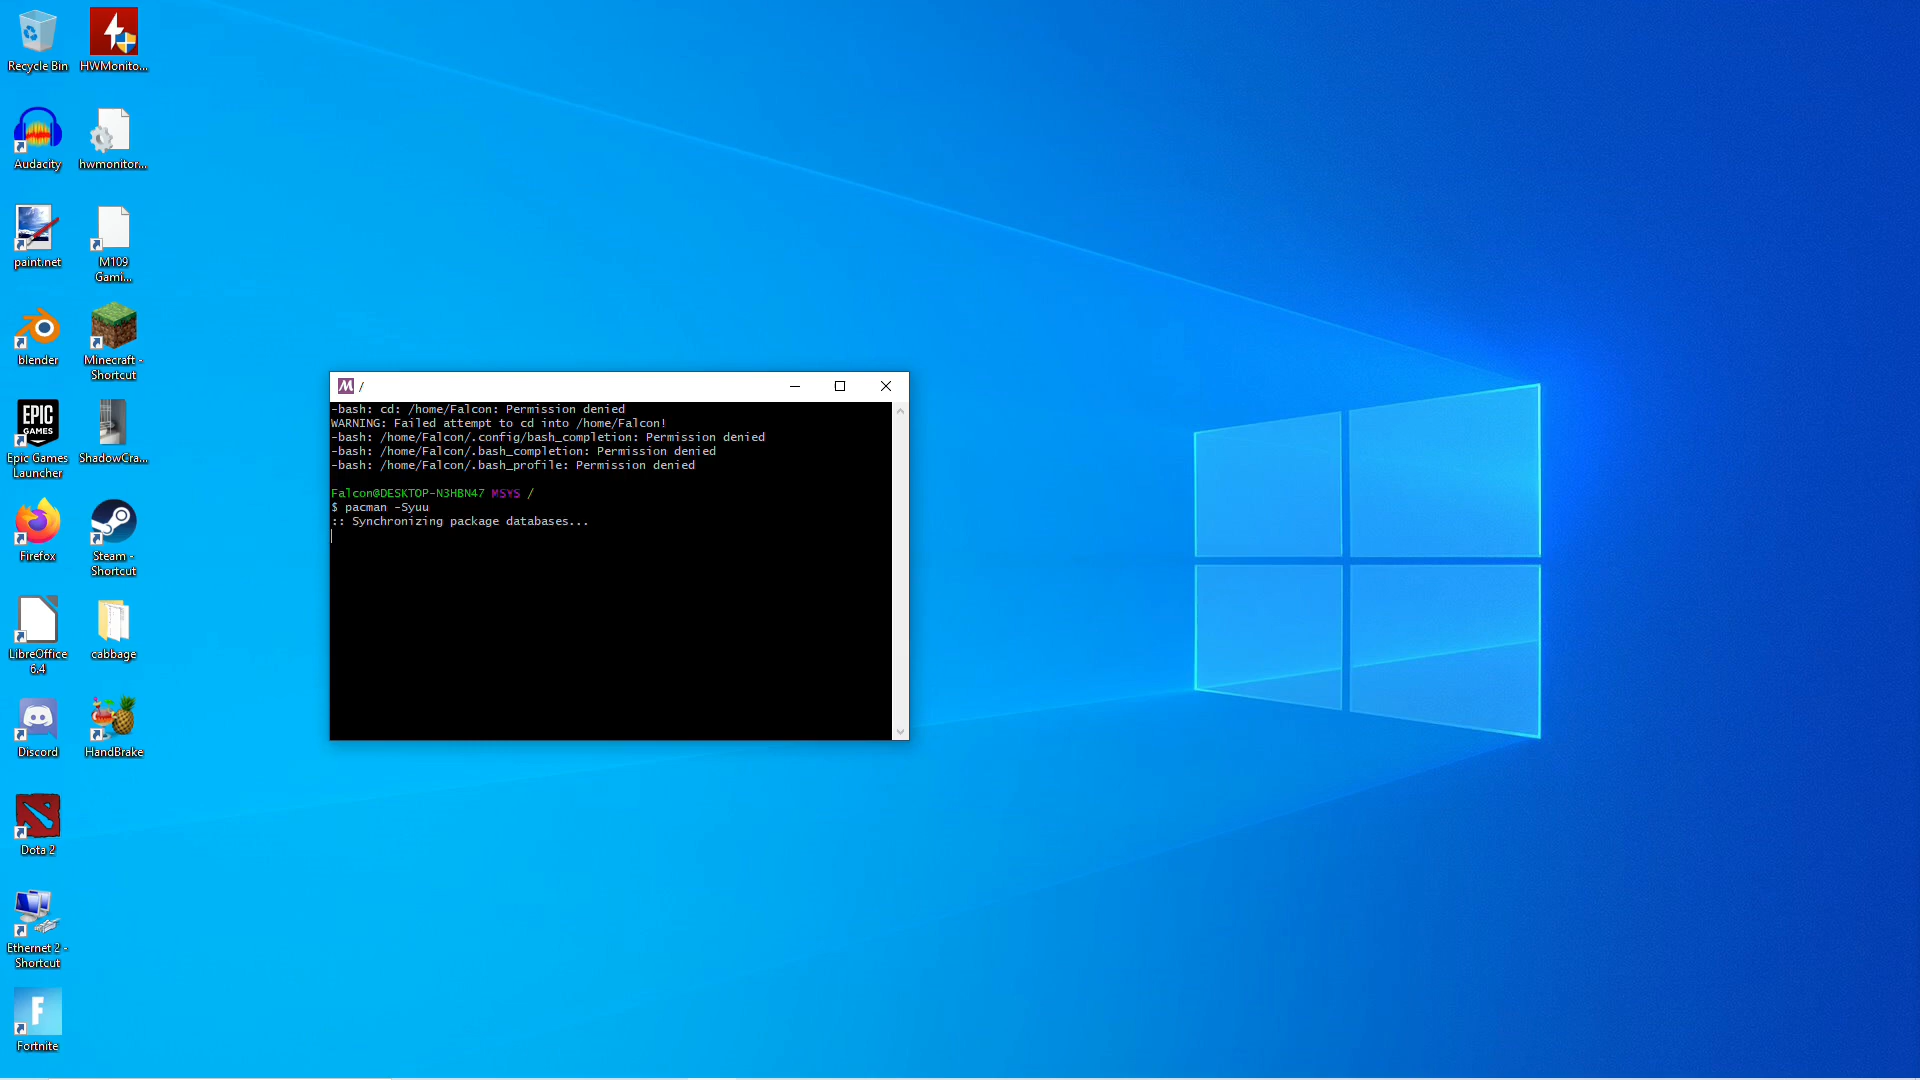 Recycle Bin
HWMonito...
Audacity
hwmonitor...
paint.net
M109
Gami...
blender
Minecraft -
Shortcut
EPIC
GAMES
Epic Games
Launcher
ShadowCra...
Firefox
Steam -
Shortcut
LibreOffice
6.4
cabbage
Discord
HandBrake
Dota 2
Ethernet 2 -
Shortcut
F
Fortnite
M /
-bash: cd: /home/Falcon: Permission denied
WARNING: Failed attempt to cd into /home/Falcon!
-bash: /home/Falcon/.config/bash_completion: Permission denied
-bash: /home/Falcon/.bash_completion: Permission denied
-bash: /home/Falcon/.bash_profile: Permission denied
Falcon@DESKTOP-N3HBN47 MSYS /
$ pacman -Syuu
:: Synchronizing package databases...